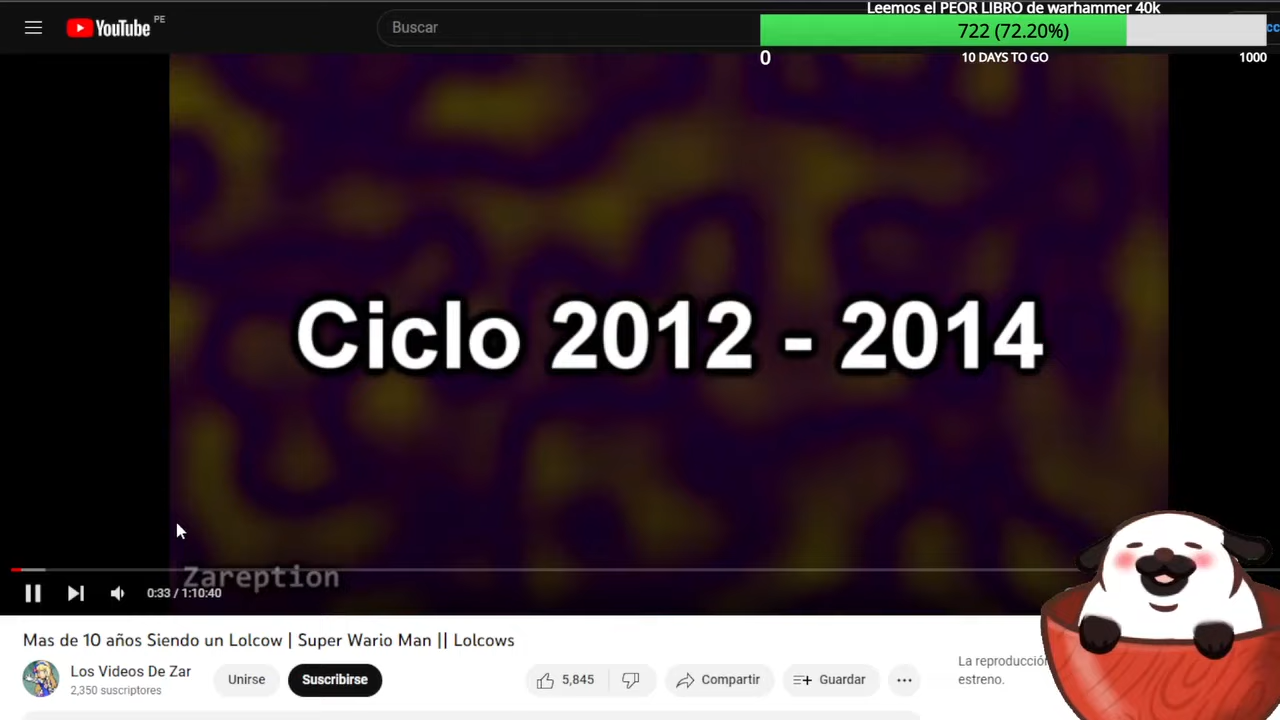 Leemos el PEOR LIBRO de warhammer 40k
YouTube PE
Buscar
722 (72.20%)
cc
0
10 DAYS TO GO
1000
Ciclo 2012 - 2014
Zareption
0:33 / 1:10:40
Mas de 10 años Siendo un Lolcow | Super Wario Man || Lolcows
Los Videos De Zar
2,350 suscriptores
Unirse
Suscribirse
5,845
Compartir
Guardar
La reproducción
estreno.